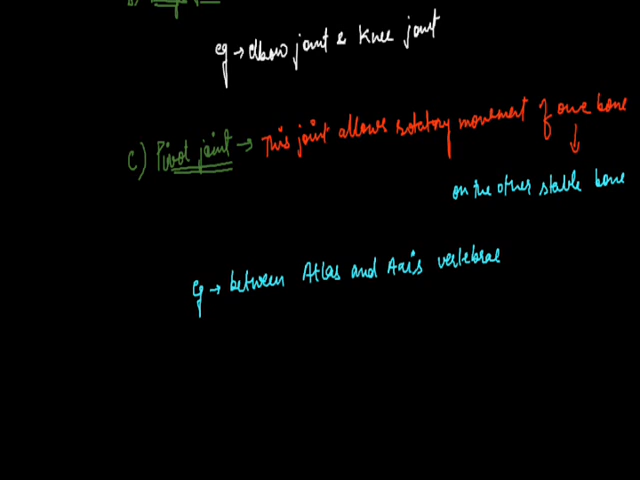 b)
eg → elbow joint & knee joint
c) Pivot joint → This joint allows rotatory movement of one bone
↓
on the other stable bone
eg → between Atlas and Axis vertebrae